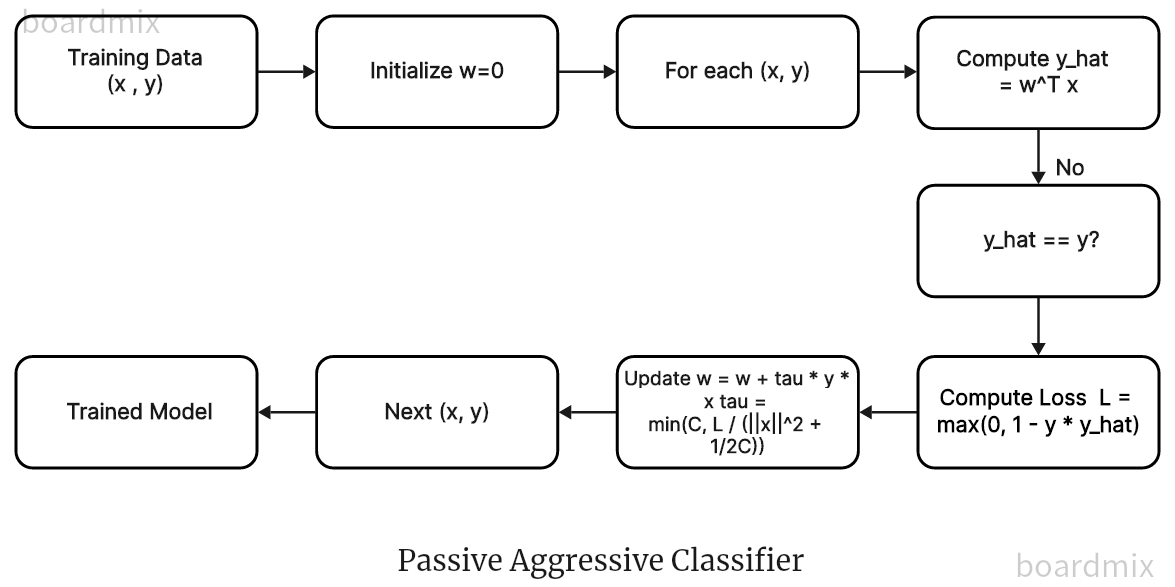 boardmix
Training Data
(x , y)
Initialize w=0
For each (x, y)
Compute y_hat
= w^T x
No
y_hat == y?
Compute Loss  L =
max(0, 1 - y * y_hat)
Update w = w + tau * y *
x tau =
min(C, L / (||x||^2 +
1/2C))
Next (x, y)
Trained Model
Passive Aggressive Classifier
boardmix